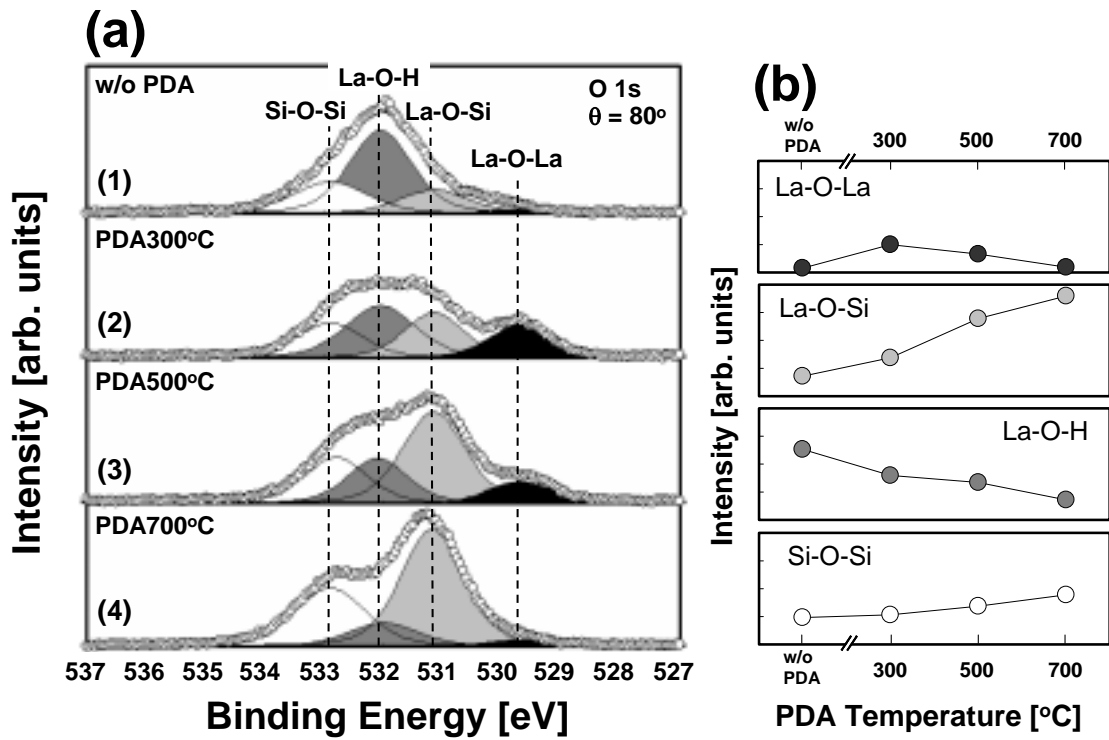 (a)
w/o PDA
La-O-H
Si-O-Si
La-O-Si
O 1s
θ = 80°
La-O-La
(1)
PDA300°C
(2)
PDA500°C
(3)
PDA700°C
(4)
Intensity [arb. units]
537 536 535 534 533 532 531 530 529 528 527
Binding Energy [eV]
(b)
w/o
PDA
300 500 700
La-O-La
La-O-Si
La-O-H
Si-O-Si
Intensity [arb. units]
w/o
PDA
300 500 700
PDA Temperature [°C]